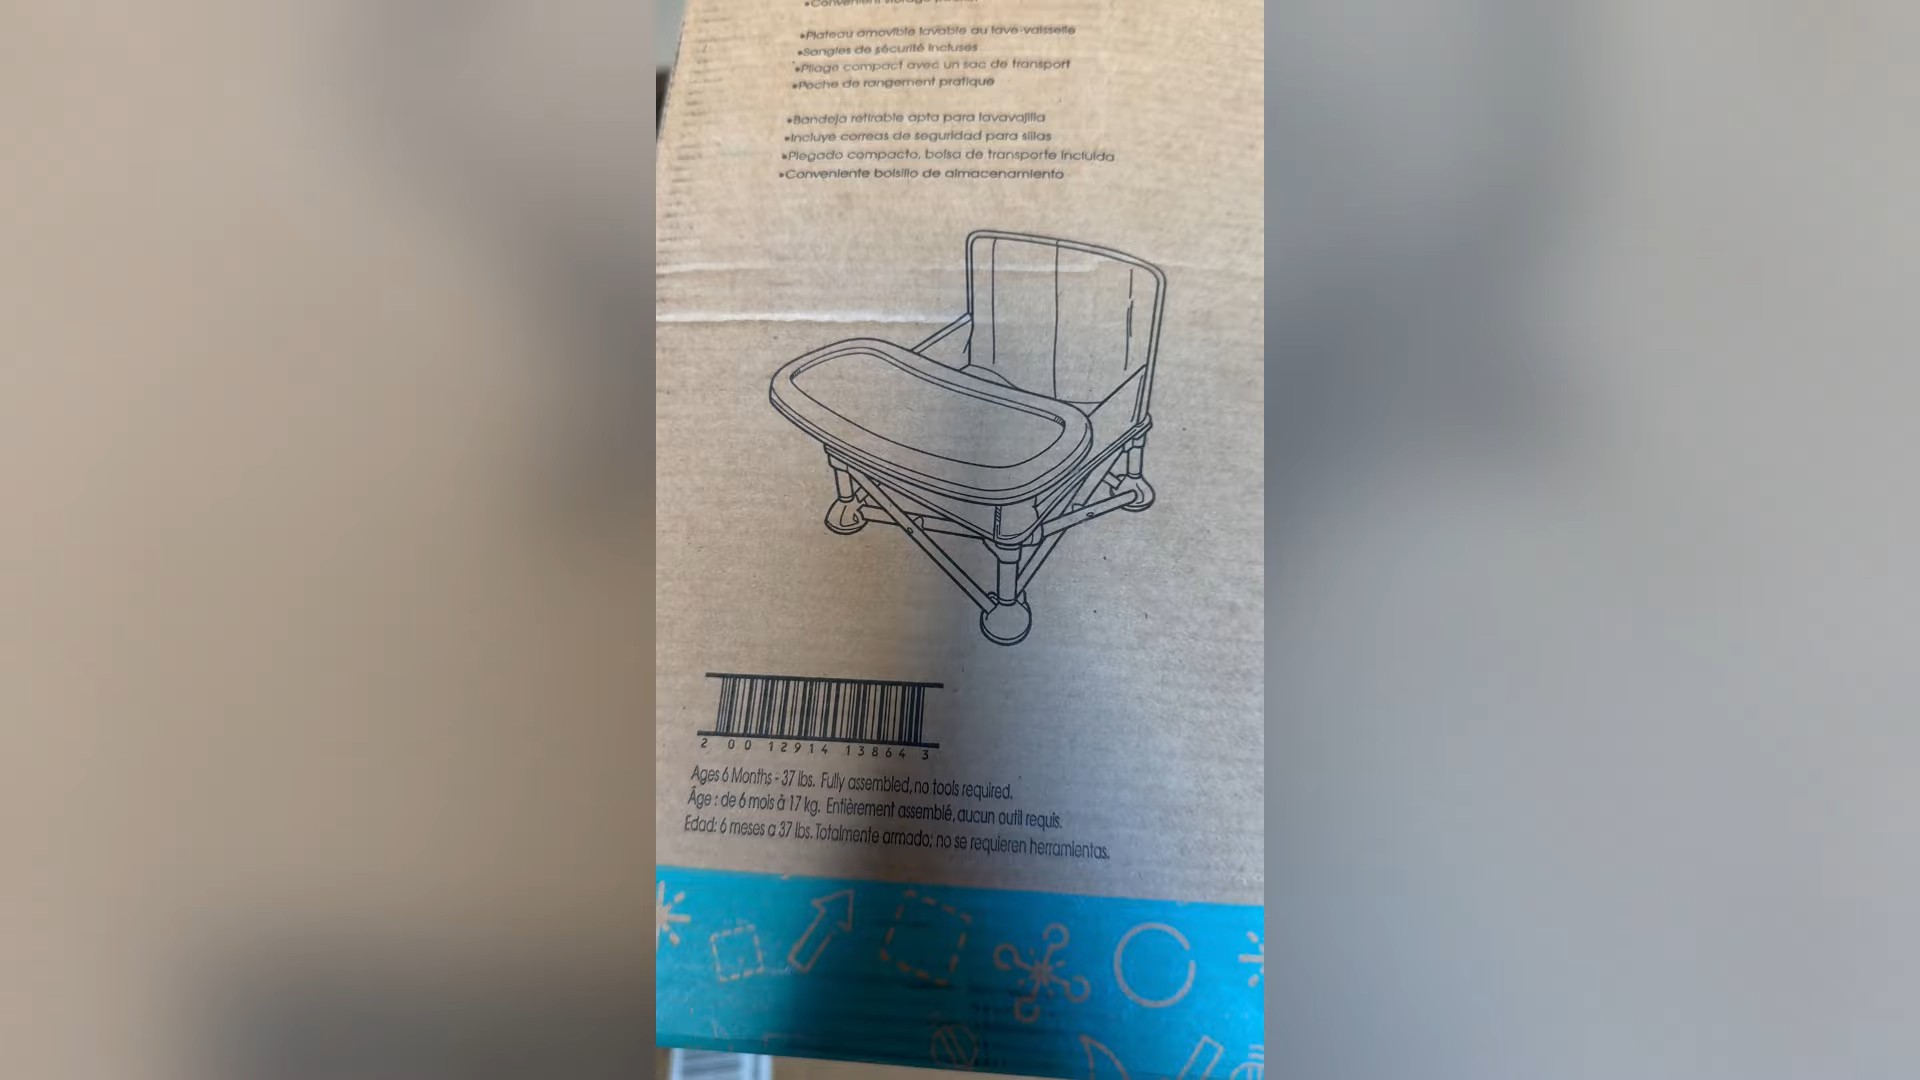 •Convenient storage
•Plateau amovible lavable au lave-vaisselle
•Sangles de sécurité incluses
•Pliage compact avec un sac de transport
•Poche de rangement pratique
•Bandeja retirable apta para lavavajilla
•Incluye correas de seguridad para sillas
•Plegado compacto, bolsa de transporte incluida
•Conveniente bolsillo de almacenamiento
2 00 12914 13864 3
Ages 6 Months - 37 lbs. Fully assembled, no tools required.
Âge : de 6 mois à 17 kg. Entièrement assemblé, aucun outil requis.
Edad: 6 meses a 37 lbs. Totalmente armado; no se requieren herramientas.